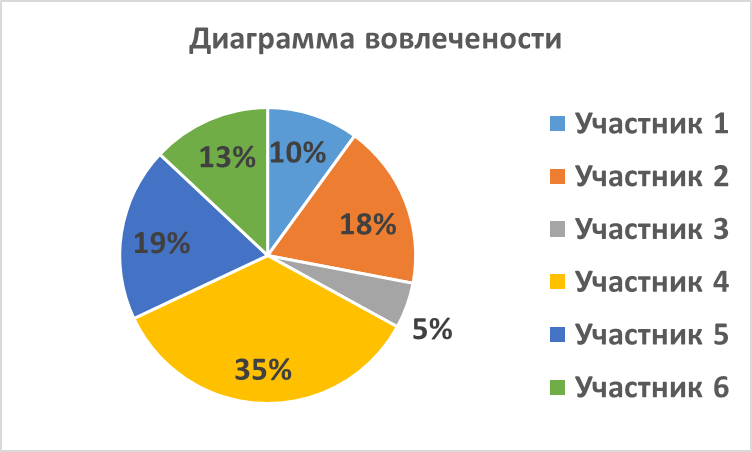 Диаграмма вовлечености
10%
18%
5%
35%
19%
13%
Участник 1
Участник 2
Участник 3
Участник 4
Участник 5
Участник 6